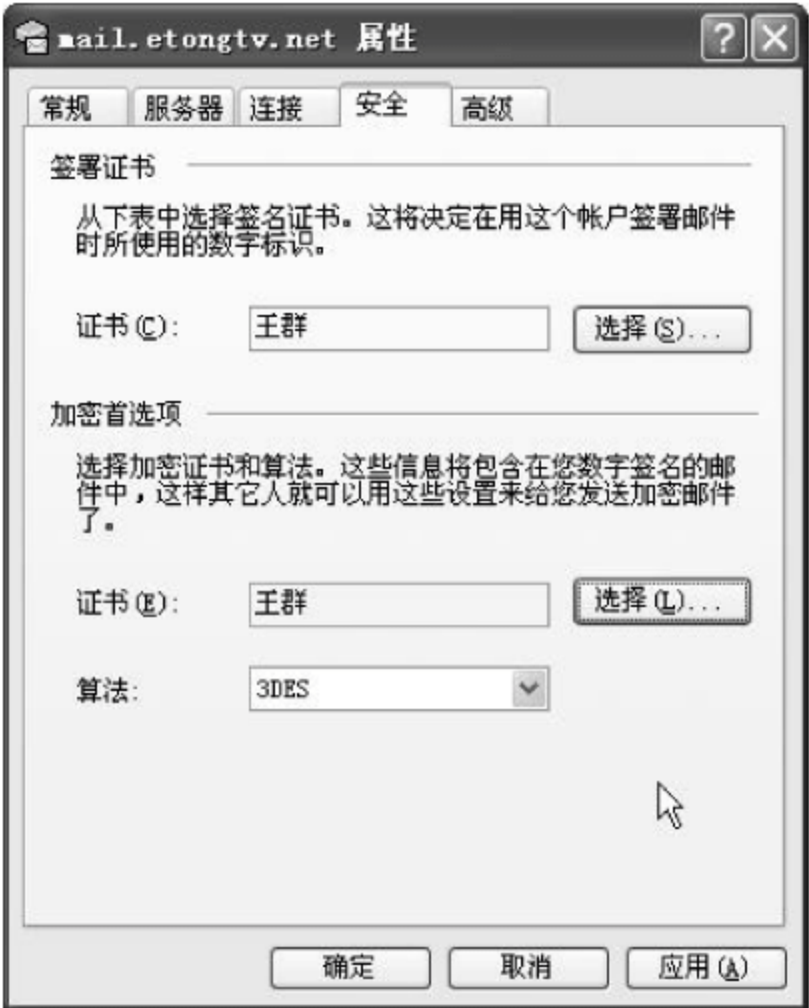 mail.etongtv.net 属性
常规 服务器 连接 安全 高级
签署证书
从下表中选择签名证书。这将决定在用这个帐户签署邮件
时所使用的数字标识。
证书(C): 王群 选择(S)...
加密首选项
选择加密证书和算法。这些信息将包含在您数字签名的邮
件中，这样其它人就可以用这些设置来给您发送加密邮件
了。
证书(E): 王群 选择(L)...
算法: 3DES
确定 取消 应用(A)